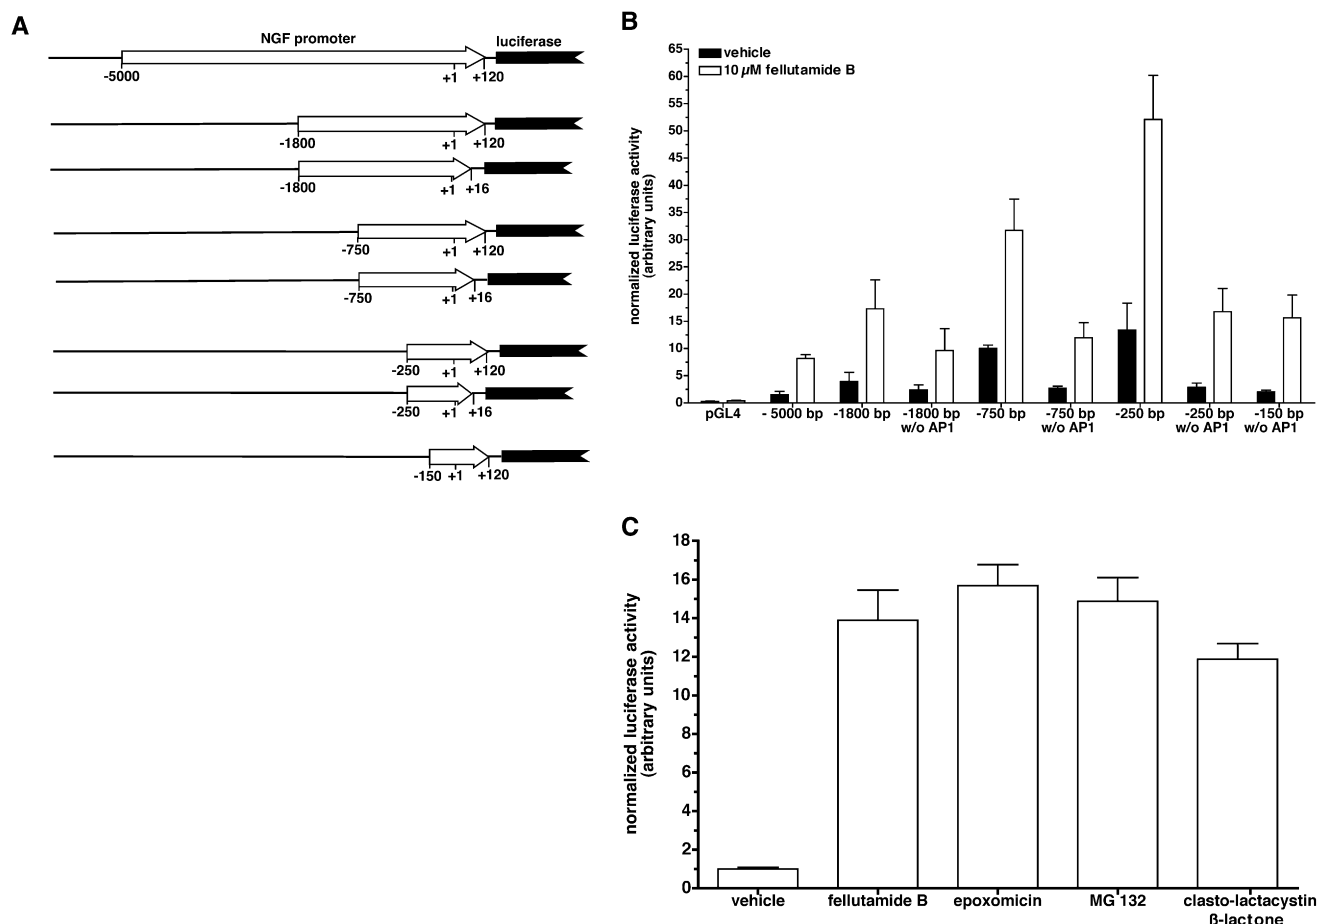 A
NGF promoter
luciferase
-5000
+1
+120
-1800
+1
+120
-1800
+1
+16
-750
+1
+120
-750
+1
+16
-250
+1
+120
-250
+1
+16
-150
+1
+120
B
vehicle
10 µM fellutamide B
normalized luciferase activity
(arbitrary units)
65
60
55
50
45
40
35
30
25
20
15
10
5
0
pGL4
- 5000 bp
-1800 bp
-1800 bp
w/o AP1
-750 bp
-750 bp
w/o AP1
-250 bp
-250 bp
w/o AP1
-150 bp
w/o AP1
C
normalized luciferase activity
(arbitrary units)
18
16
14
12
10
8
6
4
2
0
vehicle
fellutamide B
epoxomicin
MG 132
clasto-lactacystin
ß-lactone